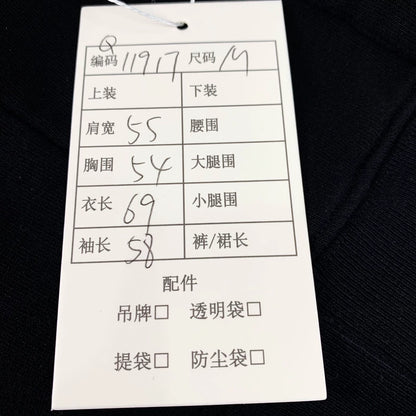 Q
编码 11917 尺码 M
上装 下装
肩宽 55 腰围
胸围 54 大腿围
衣长 69 小腿围
袖长 58 裤/裙长
配件
吊牌□ 透明袋□
提袋□ 防尘袋□